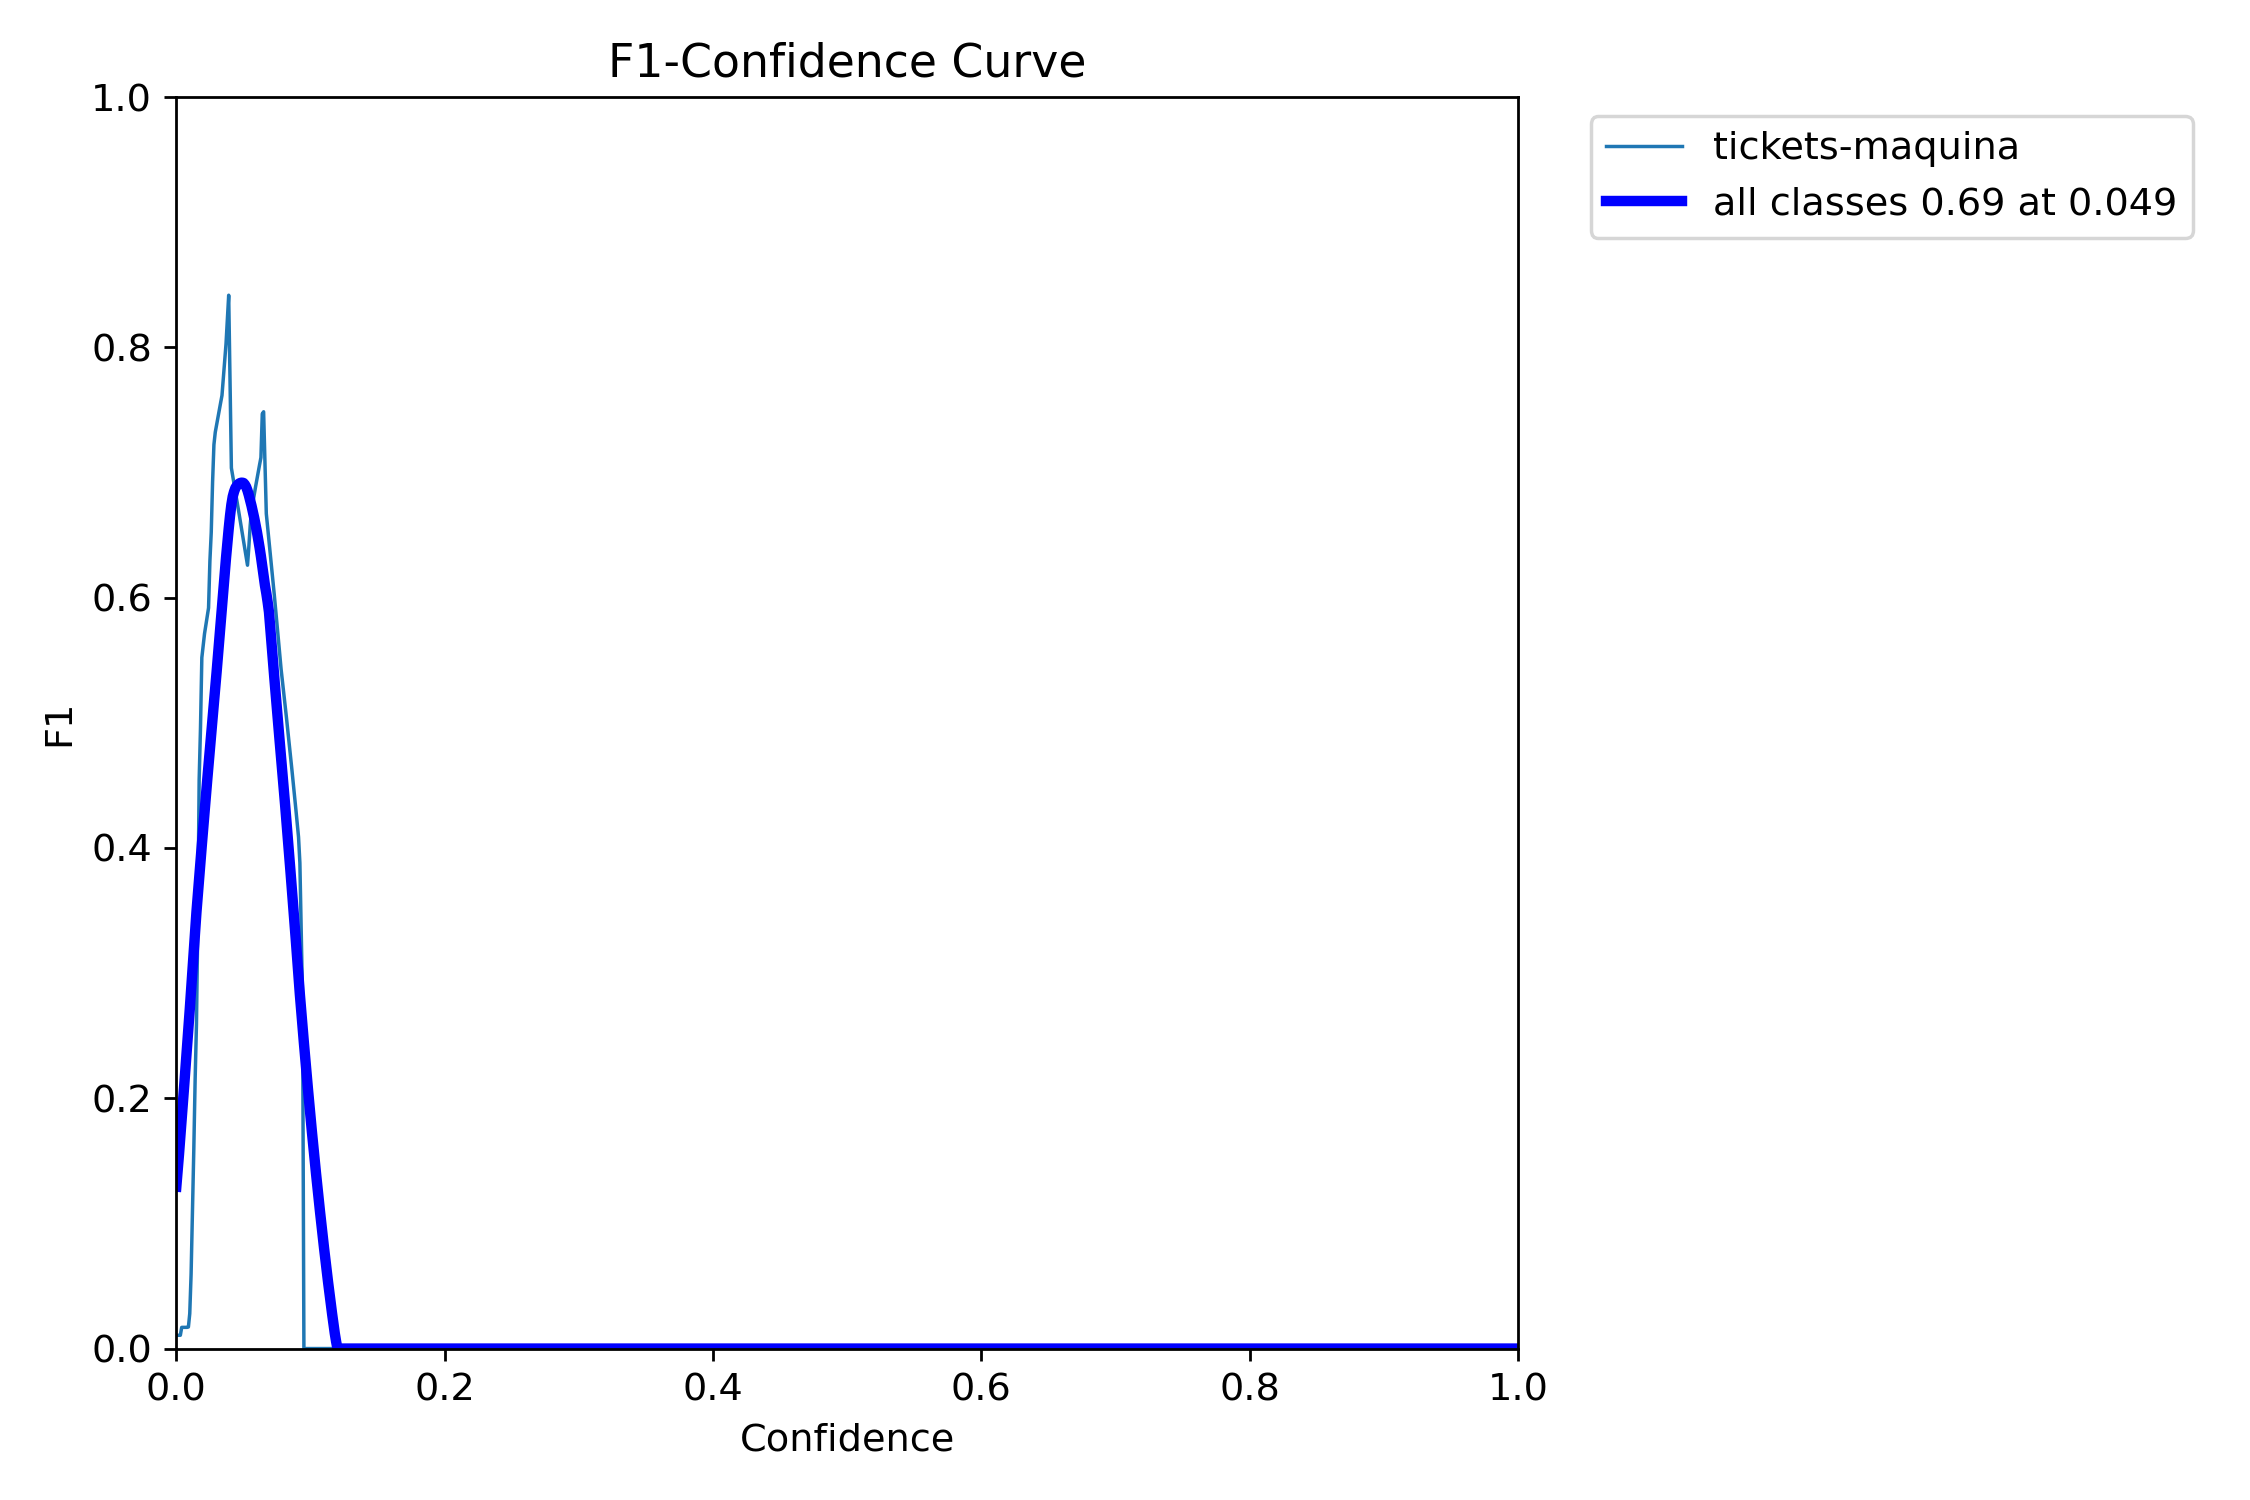 F1-Confidence Curve
1.0
0.8
0.6
0.4
0.2
0.0
F1
0.0 0.2 0.4 0.6 0.8 1.0
Confidence
tickets-maquina
all classes 0.69 at 0.049